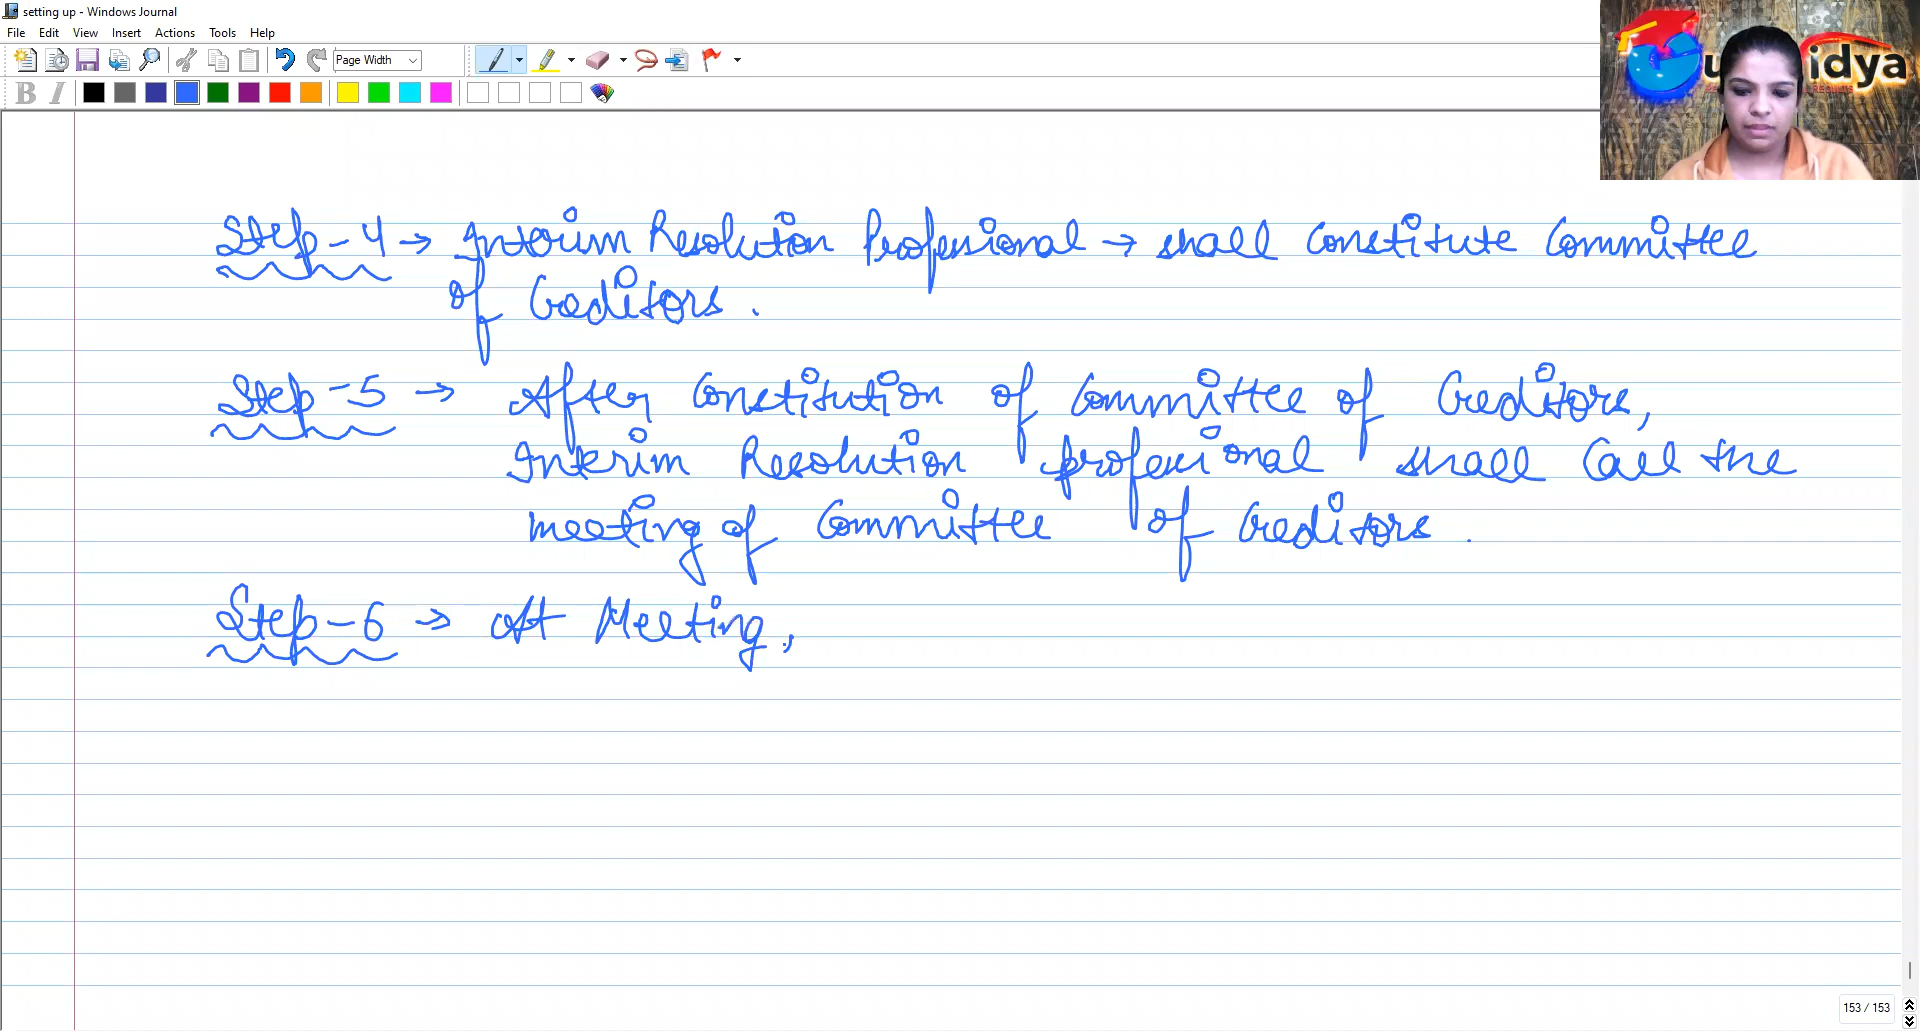 setting up - Windows Journal
File Edit View Insert Actions Tools Help
Page Width
B I
idya
Step-4 → Interim Resolution Professional → shall Constitute Committee
of Creditors.
Step-5 → After Constitution of Committee of Creditors,
Interim Resolution professional shall Call the
meeting of Committee of Creditors.
Step-6 → At Meeting,
153 / 153